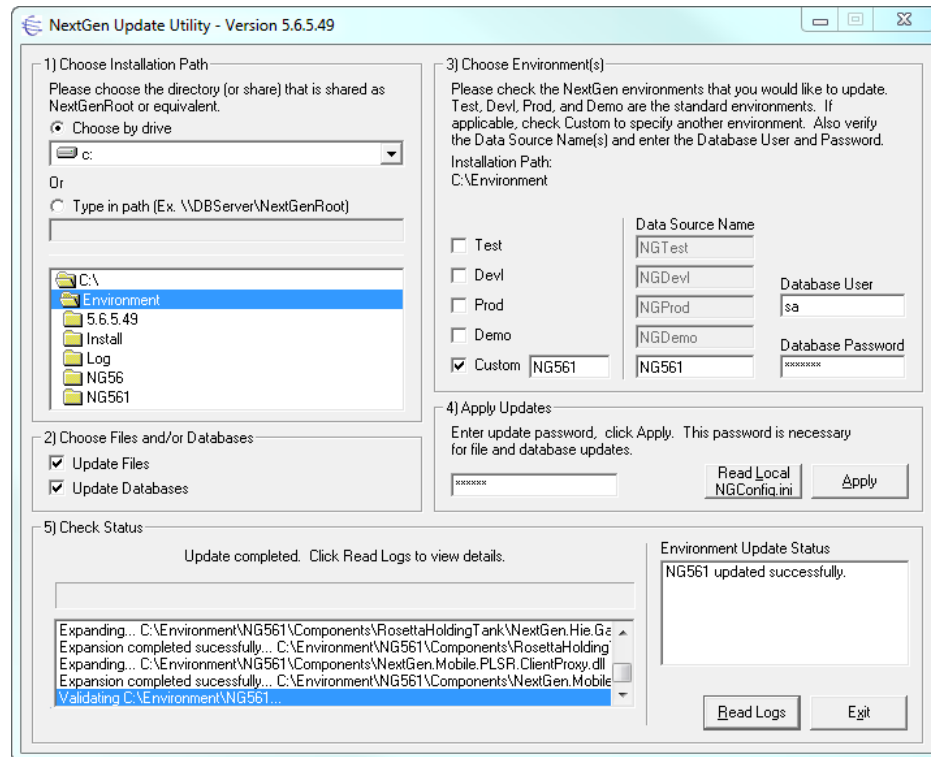 NextGen Update Utility - Version 5.6.5.49
1) Choose Installation Path
Please choose the directory (or share) that is shared as
NextGenRoot or equivalent.
Choose by drive
c:
Or
Type in path (Ex. \\DBServer\NextGenRoot)
C:\
Environment
5.6.5.49
Install
Log
NG56
NG561
2) Choose Files and/or Databases
Update Files
Update Databases
3) Choose Environment(s)
Please check the NextGen environments that you would like to update.
Test, Devl, Prod, and Demo are the standard environments. If
applicable, check Custom to specify another environment. Also verify
the Data Source Name(s) and enter the Database User and Password.
Installation Path:
C:\Environment
Data Source Name
Test NGTest
Devl NGDevl
Database User
Prod NGProd sa
Demo NGDemo
Database Password
Custom NG561 NG561 xxxxxxx
4) Apply Updates
Enter update password, click Apply. This password is necessary
for file and database updates.
xxxxxx
Read Local
NGConfig.ini
Apply
5) Check Status
Update completed. Click Read Logs to view details.
Expanding... C:\Environment\NG561\Components\RosettaHoldingTank\NextGen.Hie.Ga
Expansion completed sucessfully... C:\Environment\NG561\Components\RosettaHolding
Expanding... C:\Environment\NG561\Components\NextGen.Mobile.PLSR.ClientProxy.dll
Expansion completed sucessfully... C:\Environment\NG561\Components\NextGen.Mobile
Validating C:\Environment\NG561...
Environment Update Status
NG561 updated successfully.
Read Logs
Exit